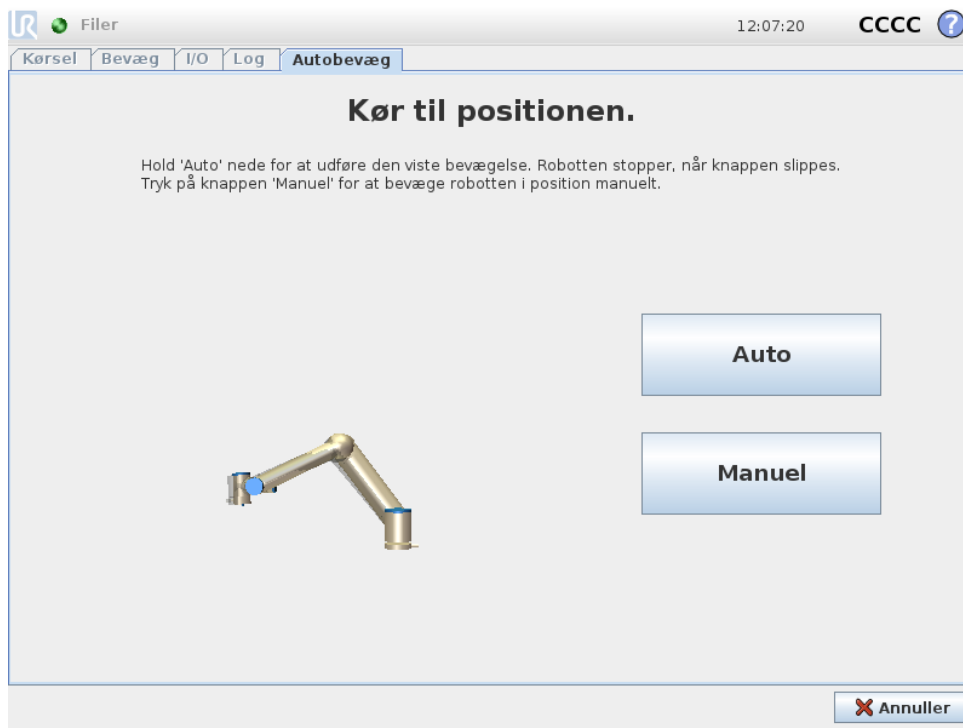 UR Filer 12:07:20 CCCC ?
Kørsel Bevæg I/O Log Autobevæg
Kør til positionen.
Hold 'Auto' nede for at udføre den viste bevægelse. Robotten stopper, når knappen slippes.
Tryk på knappen 'Manuel' for at bevæge robotten i position manuelt.
Auto
Manuel
Annuller